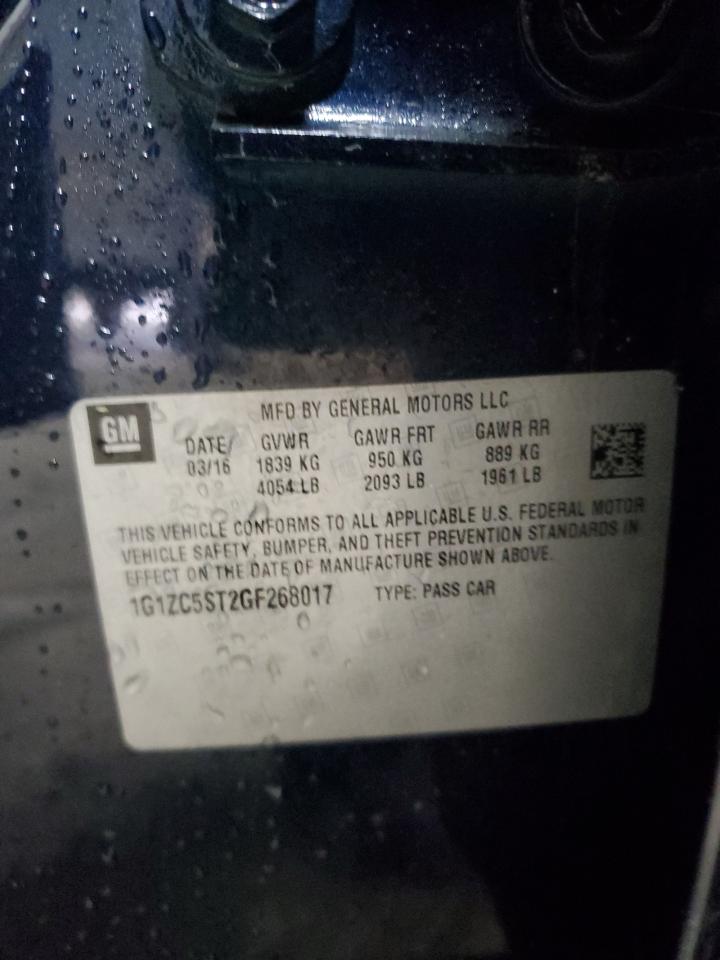 GM
MFD BY GENERAL MOTORS LLC
DATE/ GVWR GAWR FRT GAWR RR
03/16 1839 KG 950 KG 889 KG
4054 LB 2093 LB 1961 LB
THIS VEHICLE CONFORMS TO ALL APPLICABLE U.S. FEDERAL MOTOR
VEHICLE SAFETY, BUMPER, AND THEFT PREVENTION STANDARDS IN
EFFECT ON THE DATE OF MANUFACTURE SHOWN ABOVE.
1G1ZC5ST2GF268017 TYPE: PASS CAR